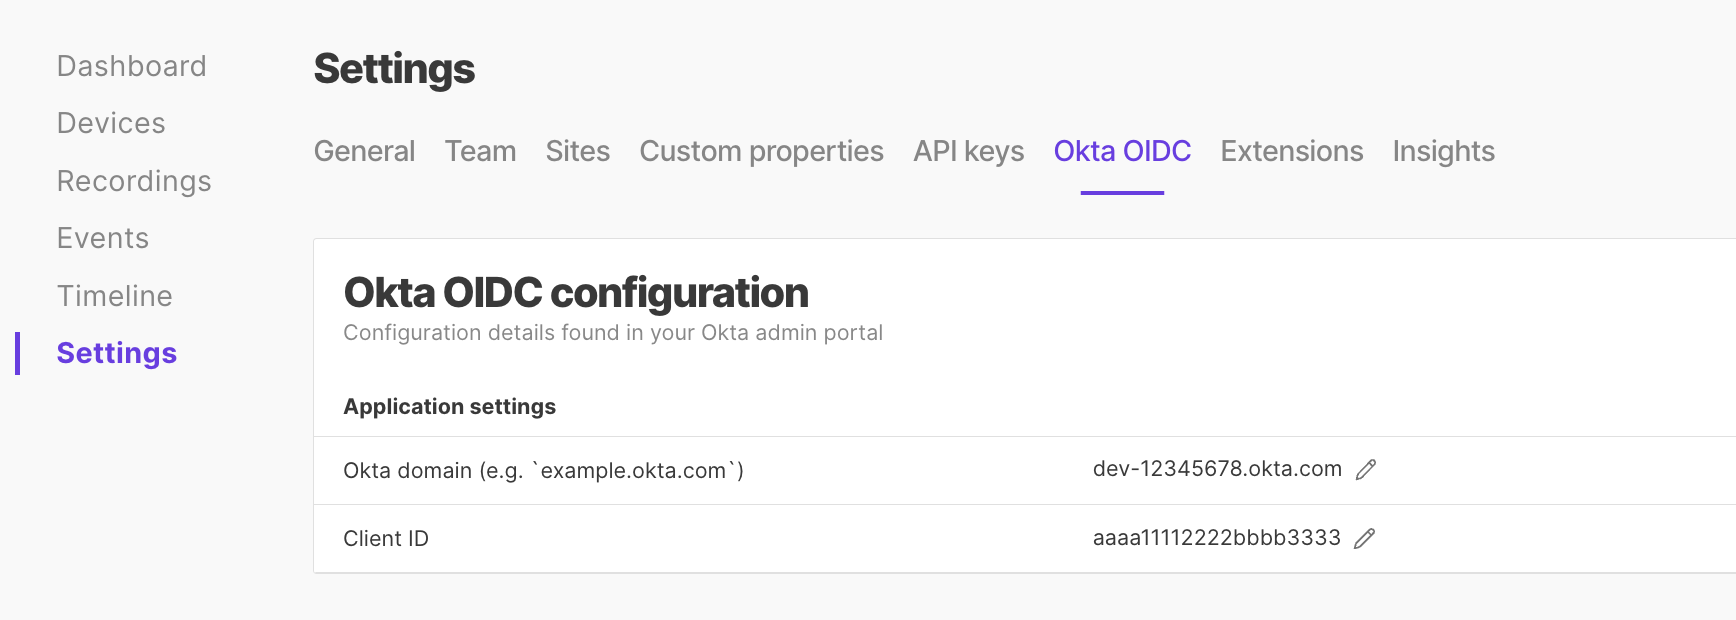 Dashboard
Devices
Recordings
Events
Timeline
Settings
Settings
General Team Sites Custom properties API keys Okta OIDC Extensions Insights
Okta OIDC configuration
Configuration details found in your Okta admin portal
Application settings
Okta domain (e.g. `example.okta.com`) dev-12345678.okta.com
Client ID aaaa11112222bbbb3333